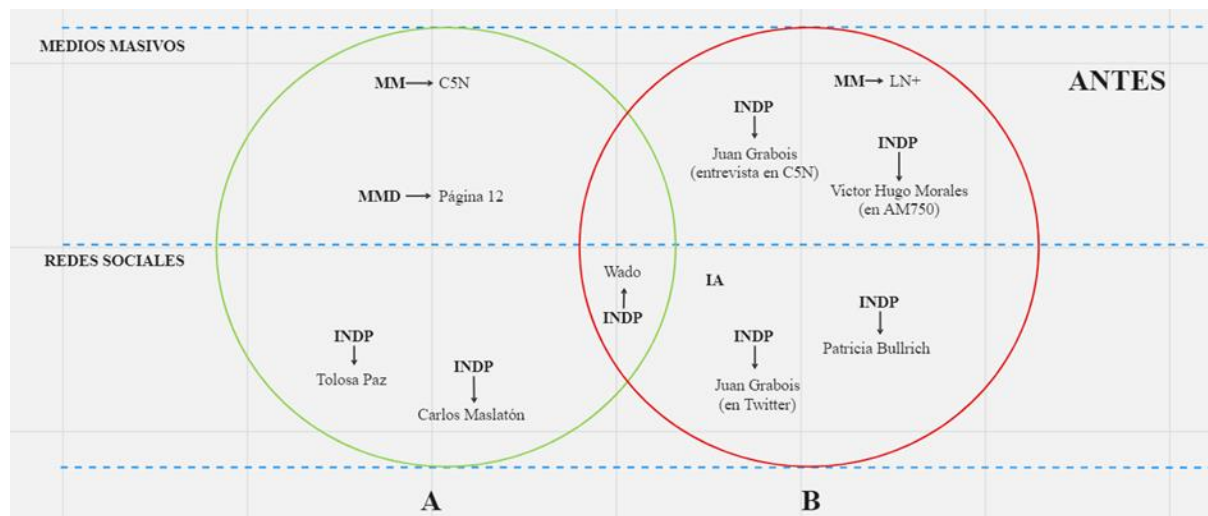 MEDIOS MASIVOS
ANTES
MM → C5N
MM → LN+
INDP
Juan Grabois
(entrevista en C5N)
INDP
Victor Hugo Morales
(en AM750)
MMD → Página 12
REDES SOCIALES
Wado
INDP
IA
INDP
Patricia Bullrich
INDP
Tolosa Paz
INDP
Carlos Maslatón
INDP
Juan Grabois
(en Twitter)
A
B